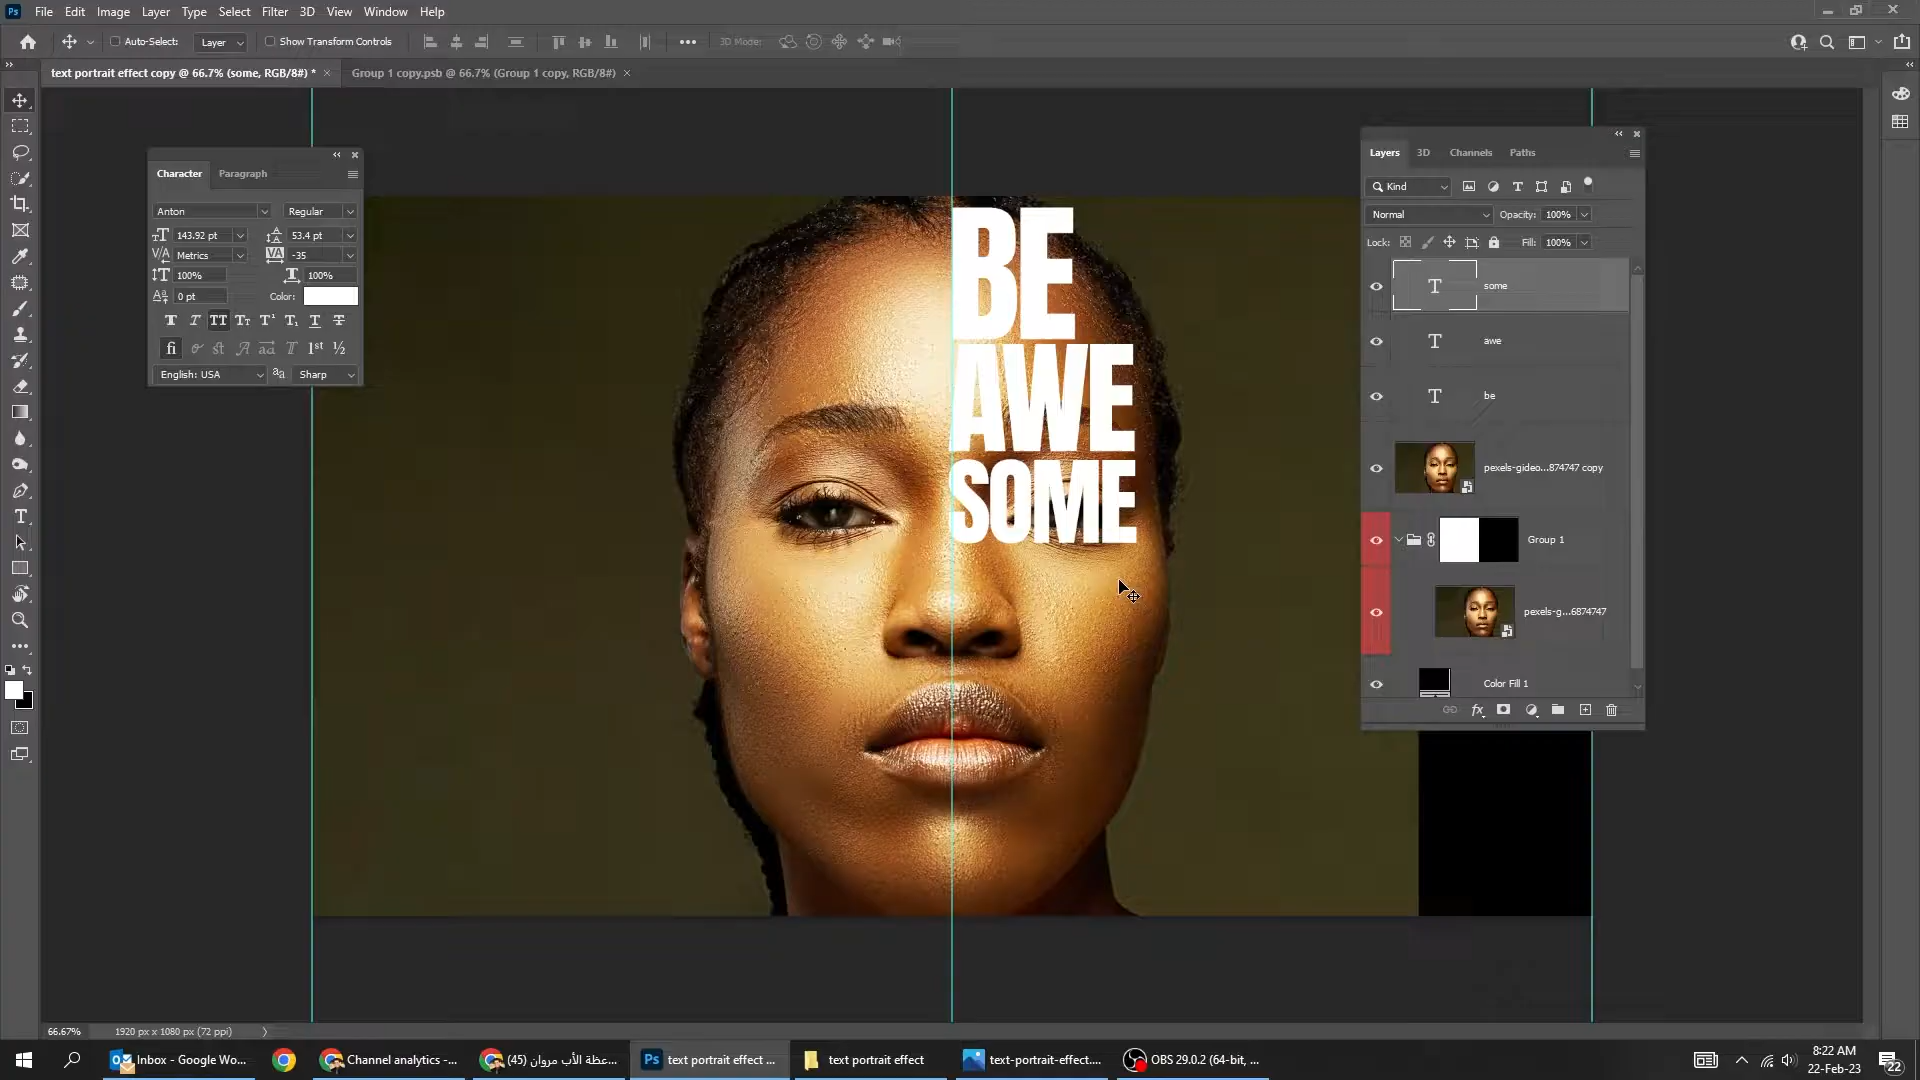 Ps File Edit Image Layer Type Select Filter 3D View Window Help
Auto-Select: Layer Show Transform Controls 3D Mode:
text portrait effect copy @ 66.7% (some, RGB/8#) * × Group 1 copy.psb @ 66.7% (Group 1 copy, RGB/8#) ×
Character Paragraph
Anton Regular
143.92 pt 53.4 pt
Metrics -35
100% 100%
0 pt Color:
English: USA Sharp
BE
AWE
SOME
Layers 3D Channels Paths
Kind
Normal Opacity: 100%
Lock: Fill: 100%
some
awe
be
pexels-gideo...874747 copy
Group 1
pexels-g...6874747
Color Fill 1
66.67% 1920 px x 1080 px (72 ppi)
Inbox - Google Wo... Channel analytics -... (45) عظة الأب مروان... text portrait effect ... text portrait effect text-portrait-effect.... OBS 29.0.2 (64-bit, ...
8:22 AM
22-Feb-23
22